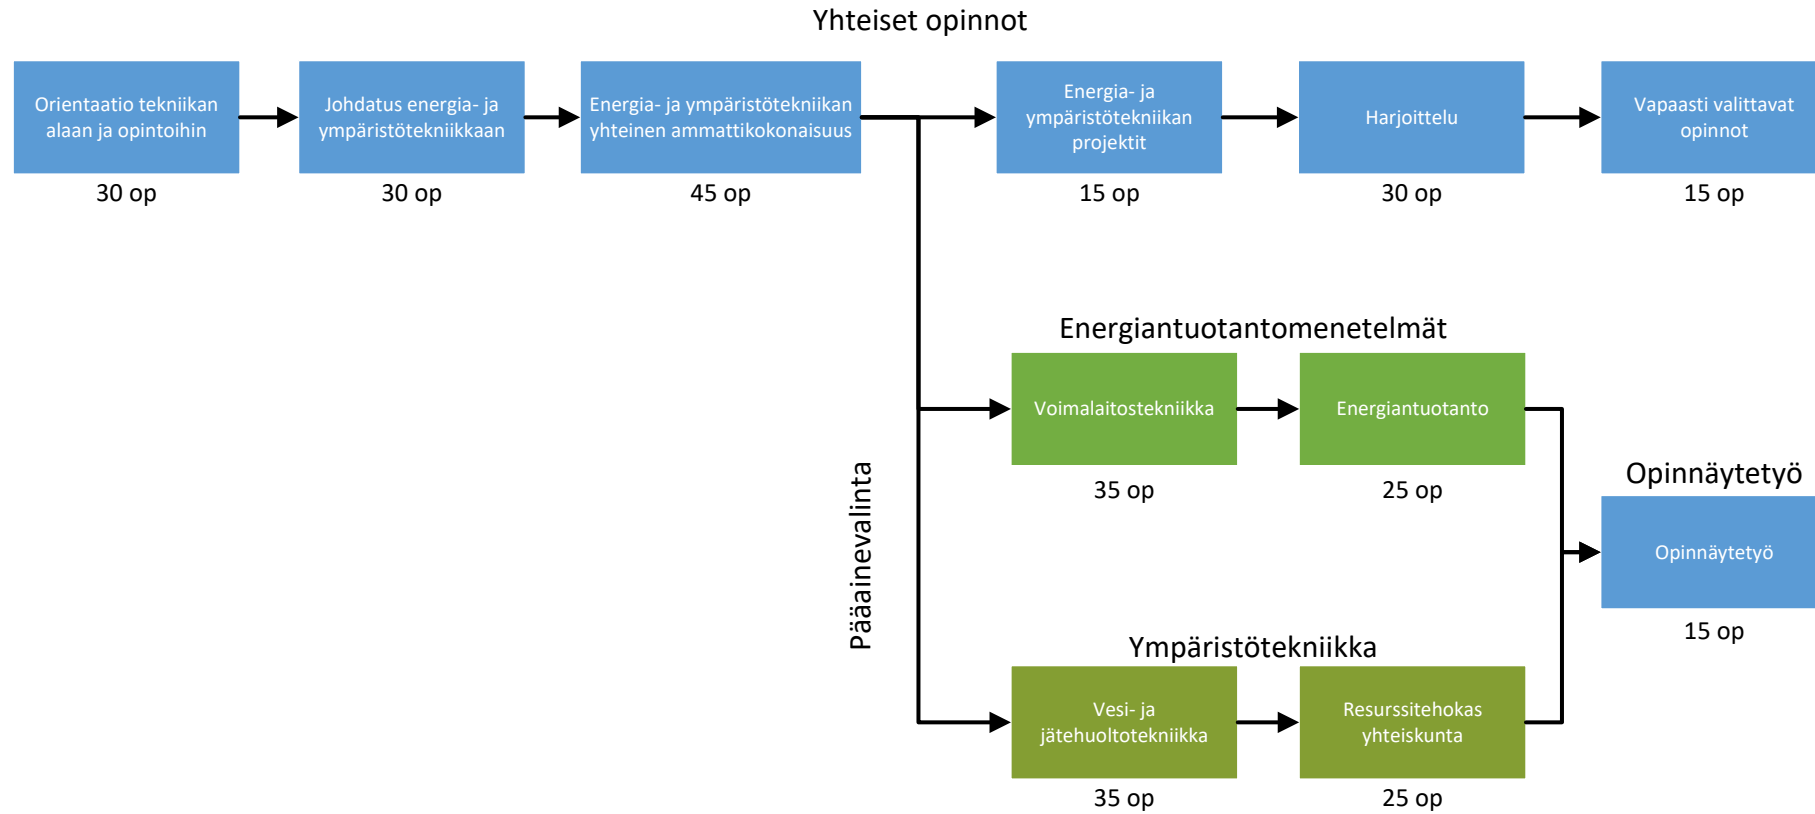 Yhteiset opinnot
Orientaatio tekniikan
alaan ja opintoihin
30 op
Johdatus energia- ja
ympäristötekniikkaan
30 op
Energia- ja ympäristötekniikan
yhteinen ammattikokonaisuus
45 op
Energia- ja
ympäristötekniikan
projektit
15 op
Harjoittelu
30 op
Vapaasti valittavat
opinnot
15 op
Pääainevalinta
Energiantuotantomenetelmät
Voimalaitostekniikka
35 op
Energiantuotanto
25 op
Ympäristötekniikka
Vesi- ja
jätehuoltotekniikka
35 op
Resurssitehokas
yhteiskunta
25 op
Opinnäytetyö
Opinnäytetyö
15 op